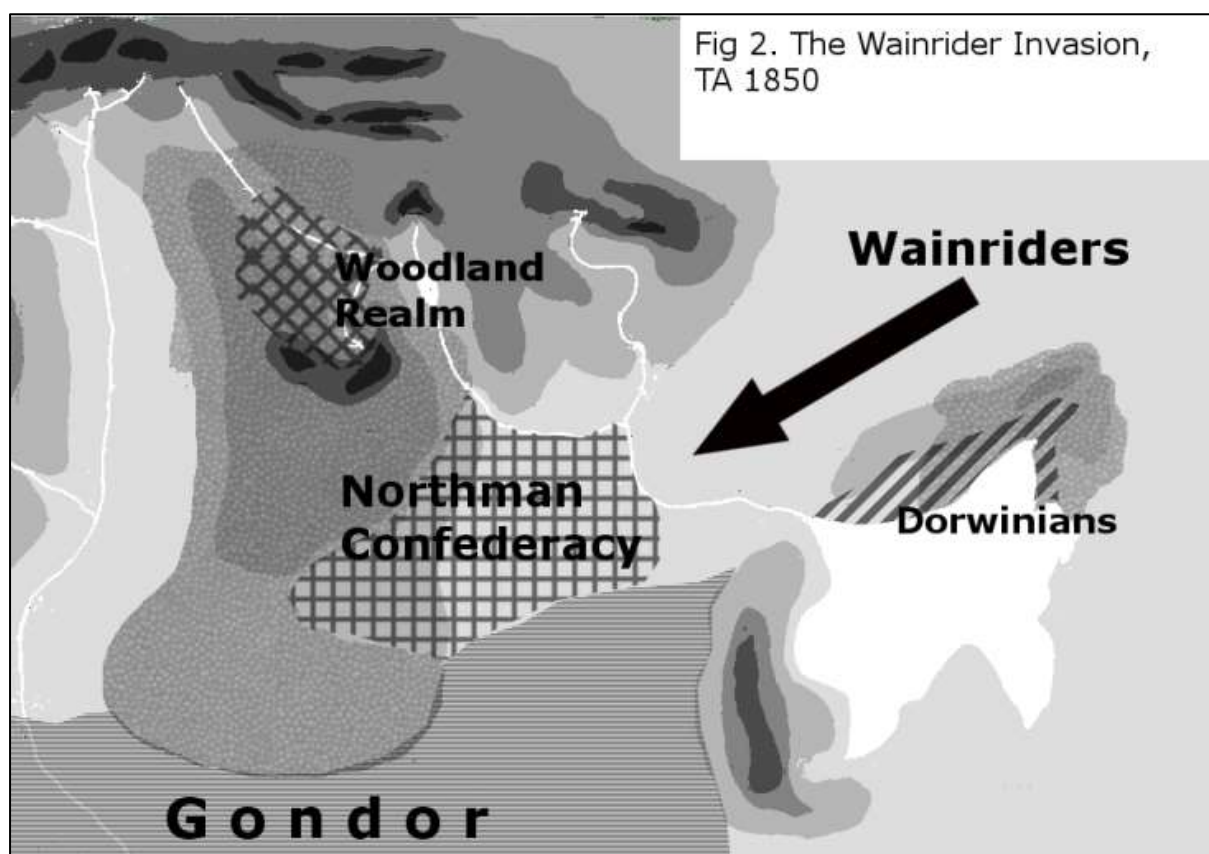 Fig 2. The Wainrider Invasion,
TA 1850
Wainriders
Woodland
Realm
Northman
Confederacy
Dorwinians
Gondor